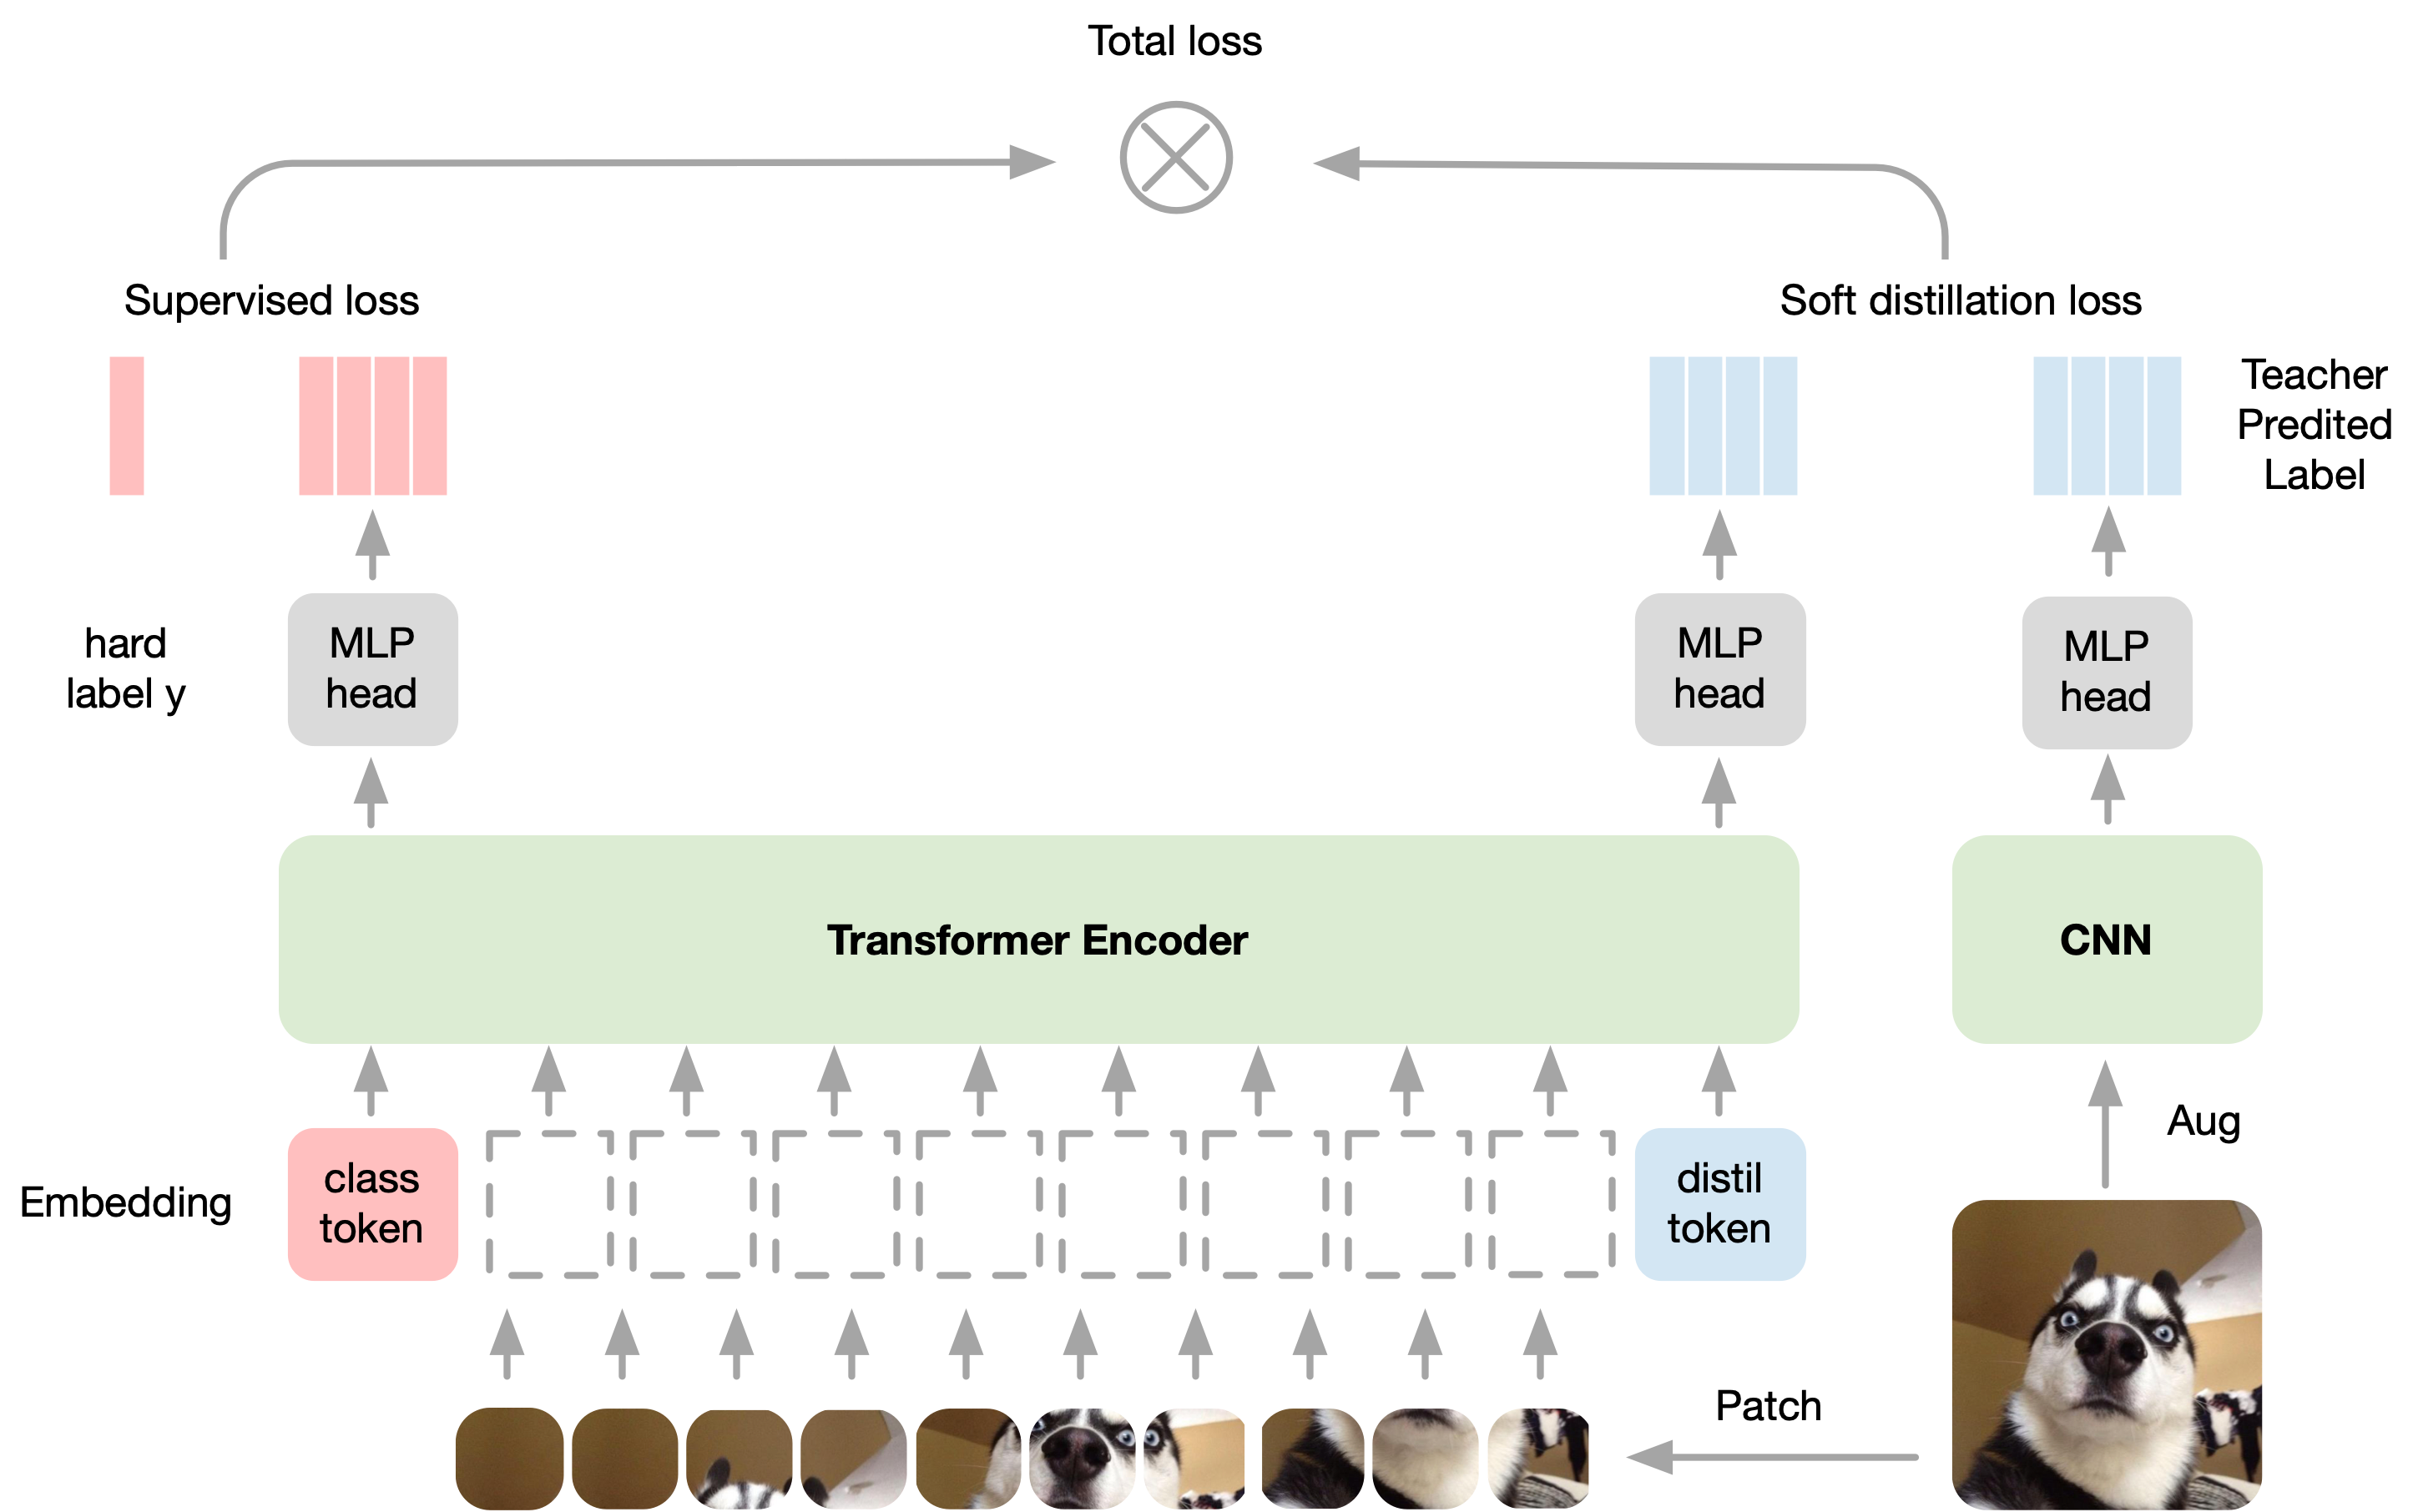 Total loss
Supervised loss
Soft distillation loss
Teacher
Predited
Label
hard
label y
MLP
head
MLP
head
MLP
head
Transformer Encoder
CNN
Aug
Embedding
class
token
distil
token
Patch